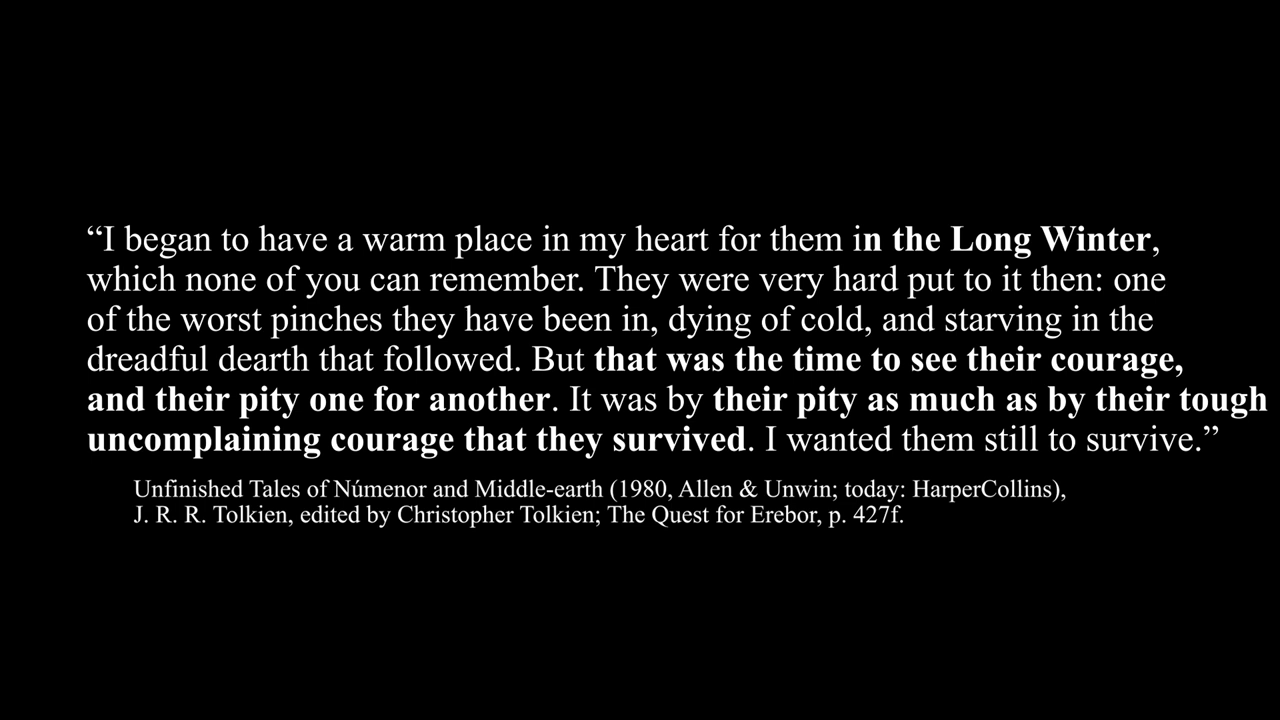 “I began to have a warm place in my heart for them in the Long Winter,
which none of you can remember. They were very hard put to it then: one
of the worst pinches they have been in, dying of cold, and starving in the
dreadful dearth that followed. But that was the time to see their courage,
and their pity one for another. It was by their pity as much as by their tough
uncomplaining courage that they survived. I wanted them still to survive.”
Unfinished Tales of Númenor and Middle-earth (1980, Allen & Unwin; today: HarperCollins),
J. R. R. Tolkien, edited by Christopher Tolkien; The Quest for Erebor, p. 427f.